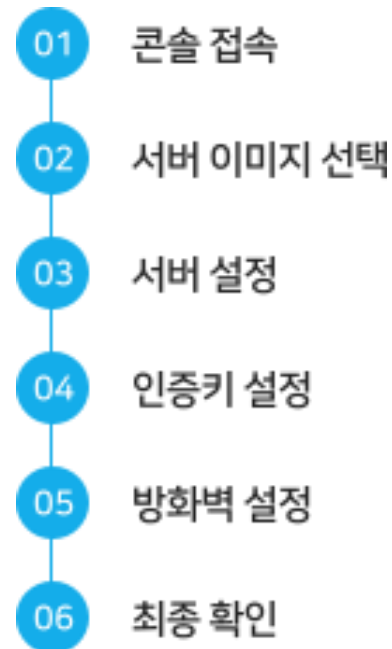 01 콘솔 접속
02 서버 이미지 선택
03 서버 설정
04 인증키 설정
05 방화벽 설정
06 최종 확인